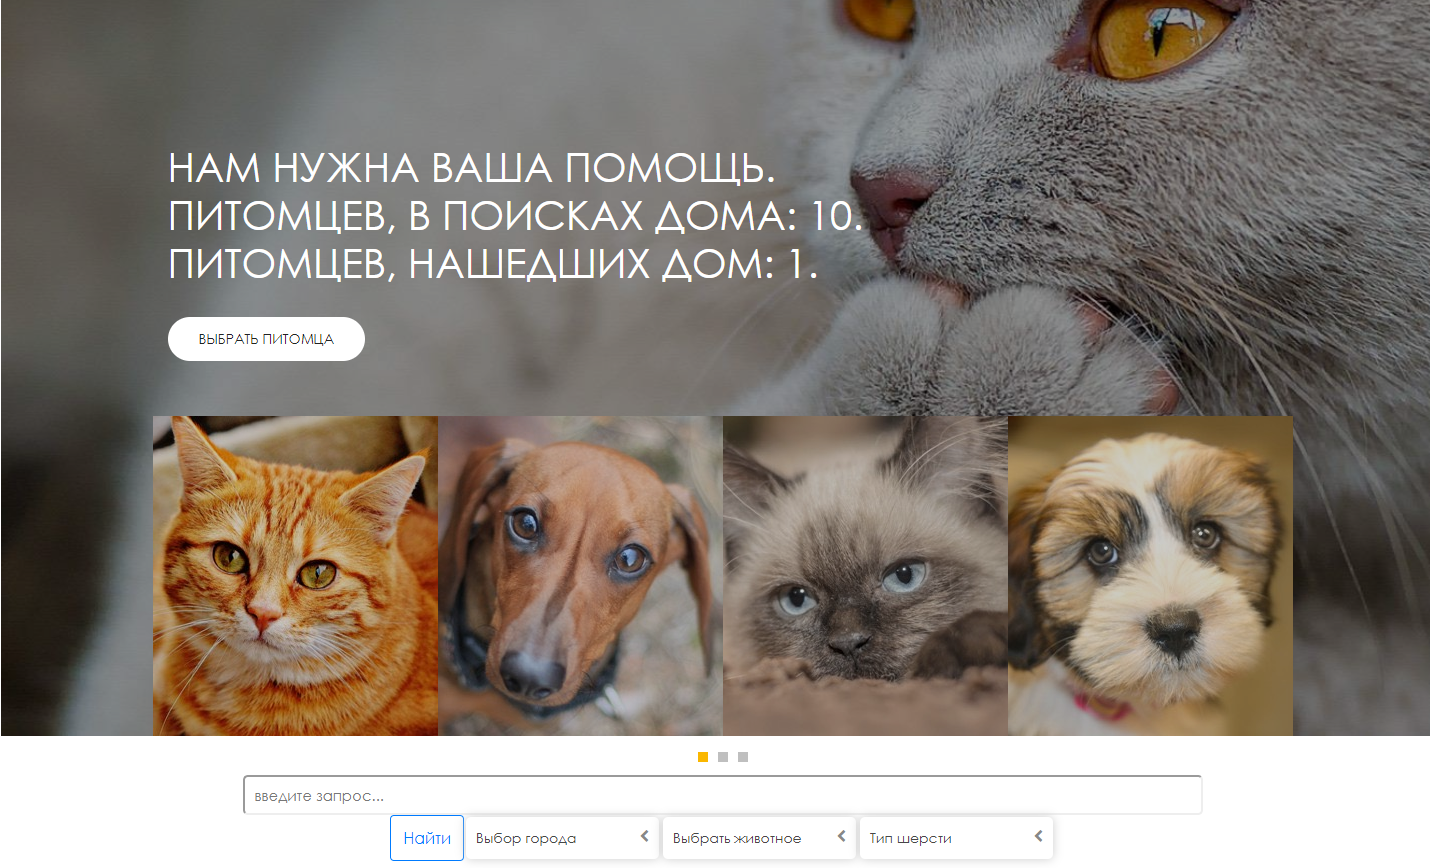 НАМ НУЖНА ВАША ПОМОЩЬ.
ПИТОМЦЕВ, В ПОИСКАХ ДОМА: 10.
ПИТОМЦЕВ, НАШЕДШИХ ДОМ: 1.
ВЫБРАТЬ ПИТОМЦА
введите запрос...
Найти Выбор города Выбрать животное Тип шерсти